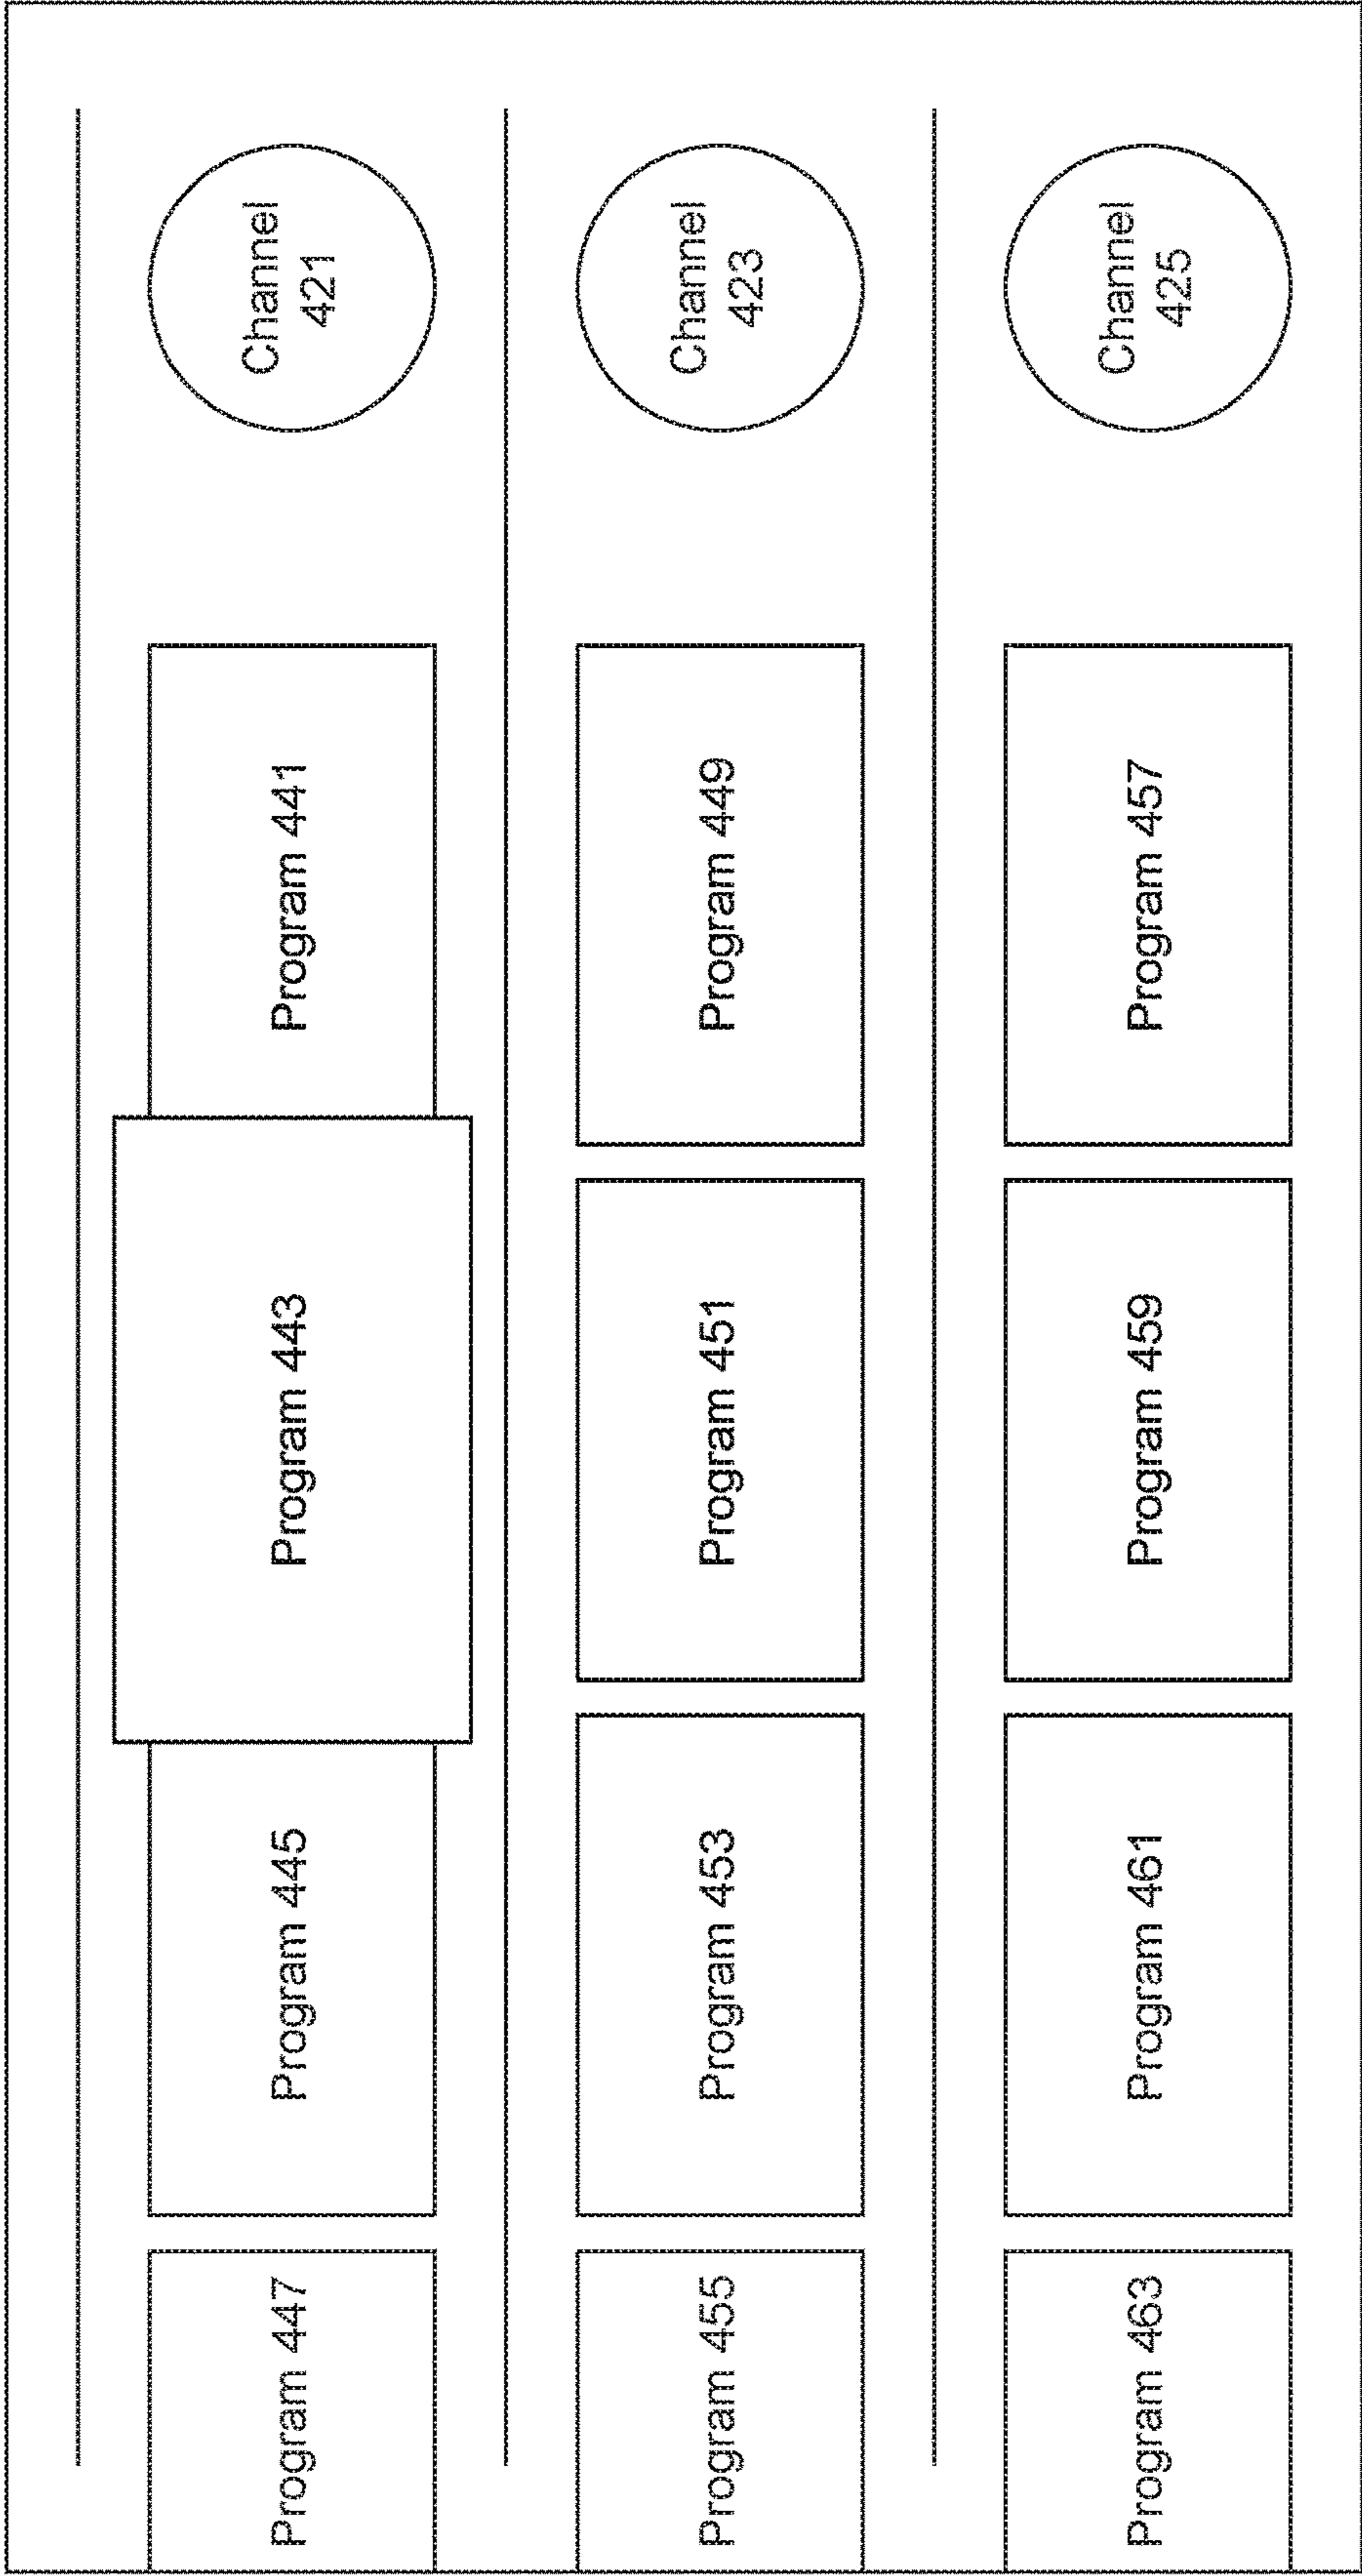 Program 447
Program 445
Program 443
Program 441
Channel
421
Program 455
Program 453
Program 451
Program 449
Channel
423
Program 463
Program 461
Program 459
Program 457
Channel
425